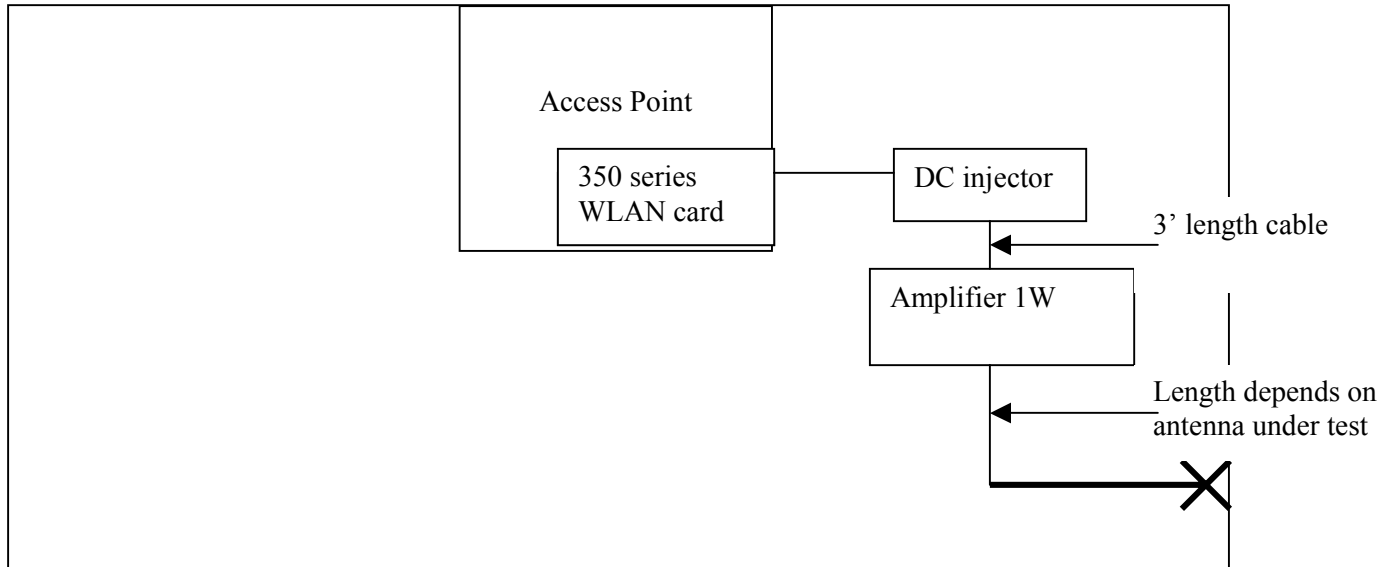 Access Point
350 series
WLAN card
DC injector
3’ length cable
Amplifier 1W
Length depends on
antenna under test